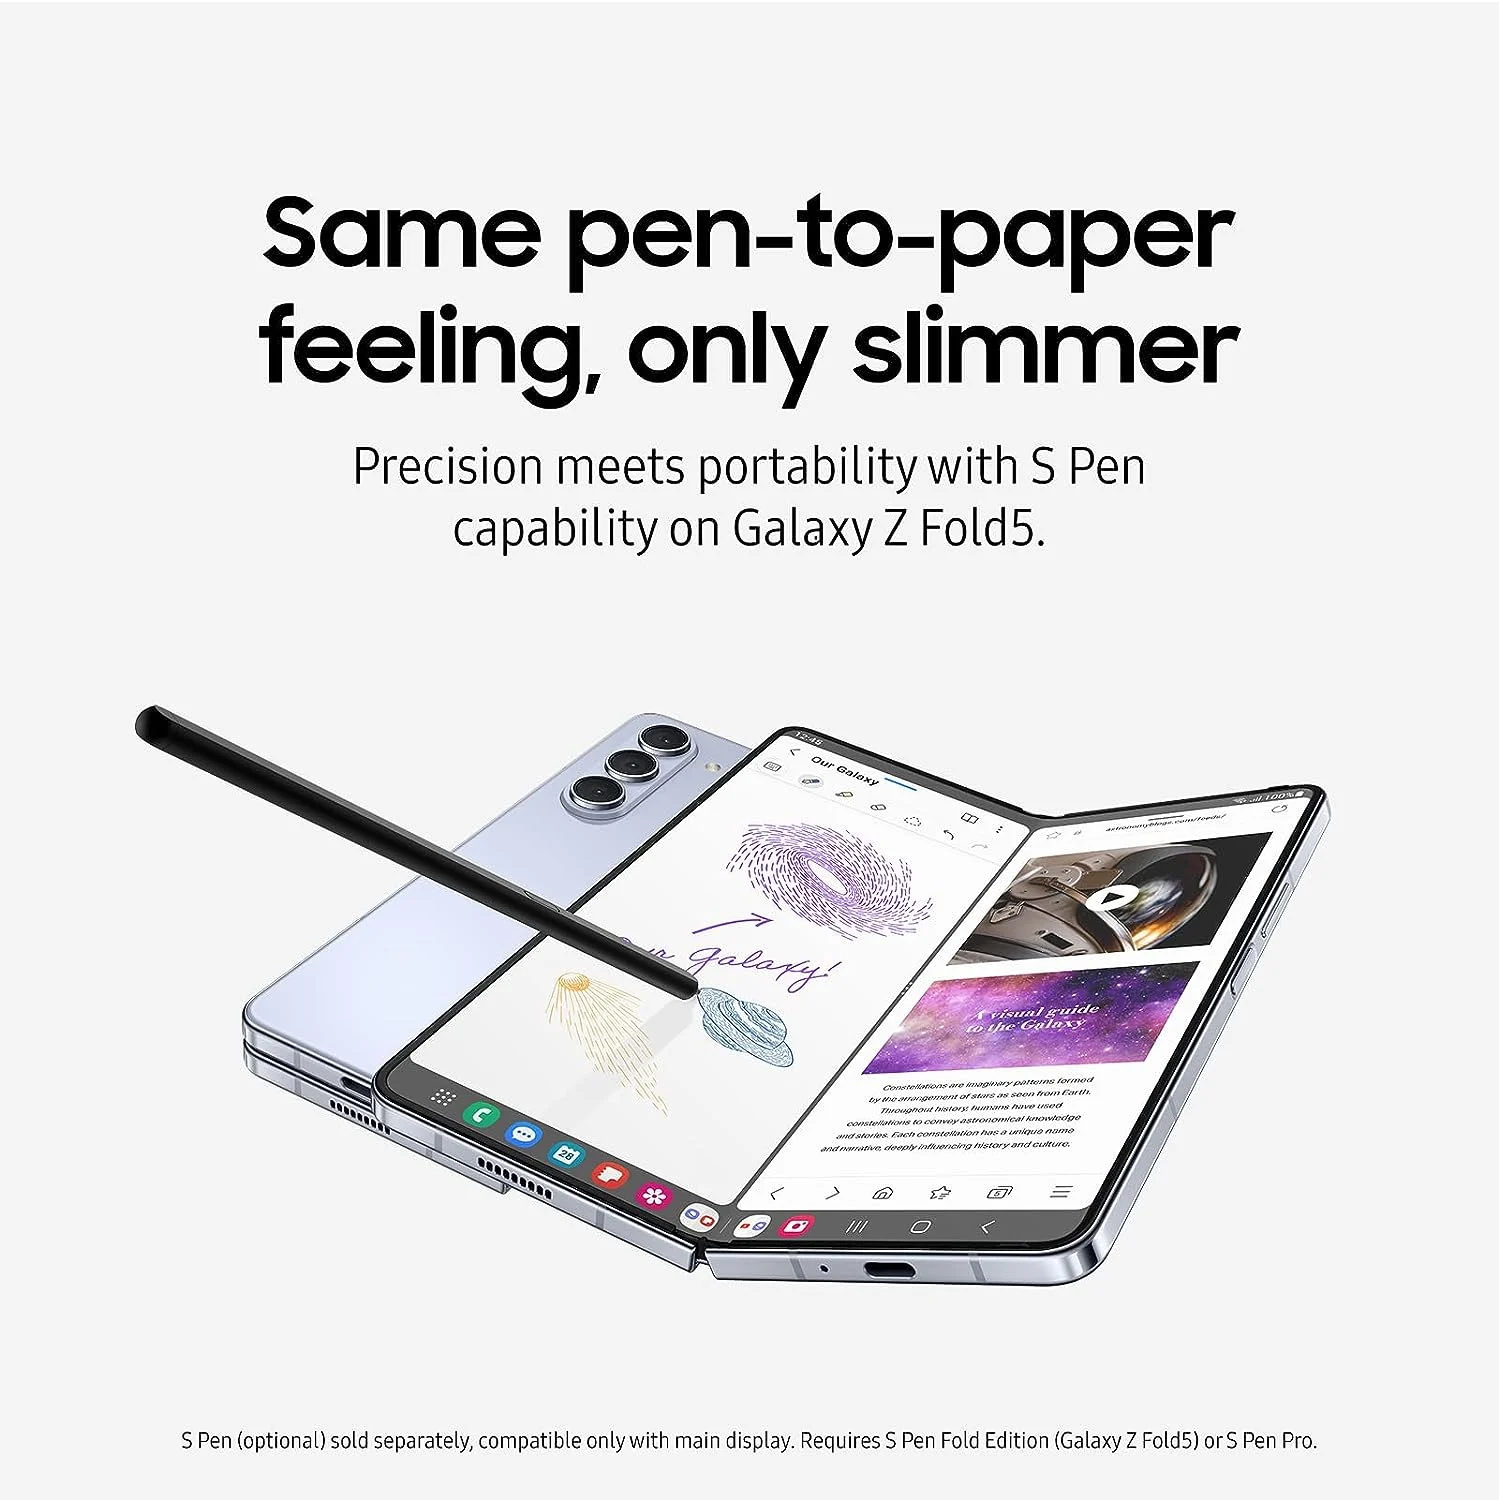 Same pen-to-paper
feeling, only slimmer
Precision meets portability with S Pen
capability on Galaxy Z Fold5.
12:45
Our Galaxy
galaxy!
28
100%
astronomyblogs.com/feeds/
A visual guide
to the Galaxy
Constellations are imaginary patterns formed
by the arrangement of stars as seen from Earth.
Throughout history, humans have used
constellations to convey astronomical knowledge
and stories. Each constellation has a unique name
and narrative, deeply influencing history and culture.
S Pen (optional) sold separately, compatible only with main display. Requires S Pen Fold Edition (Galaxy Z Fold5) or S Pen Pro.